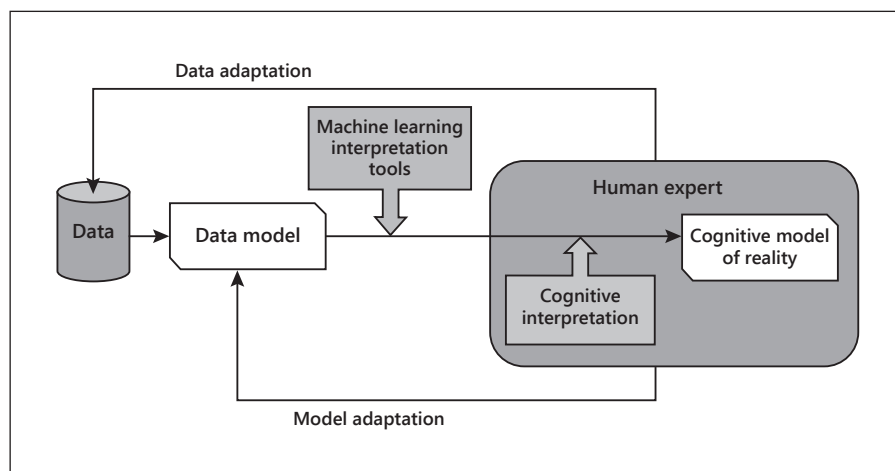 Data adaptation
Machine learning
interpretation
tools
Human expert
Data
Data model
Cognitive model
of reality
Cognitive
interpretation
Model adaptation